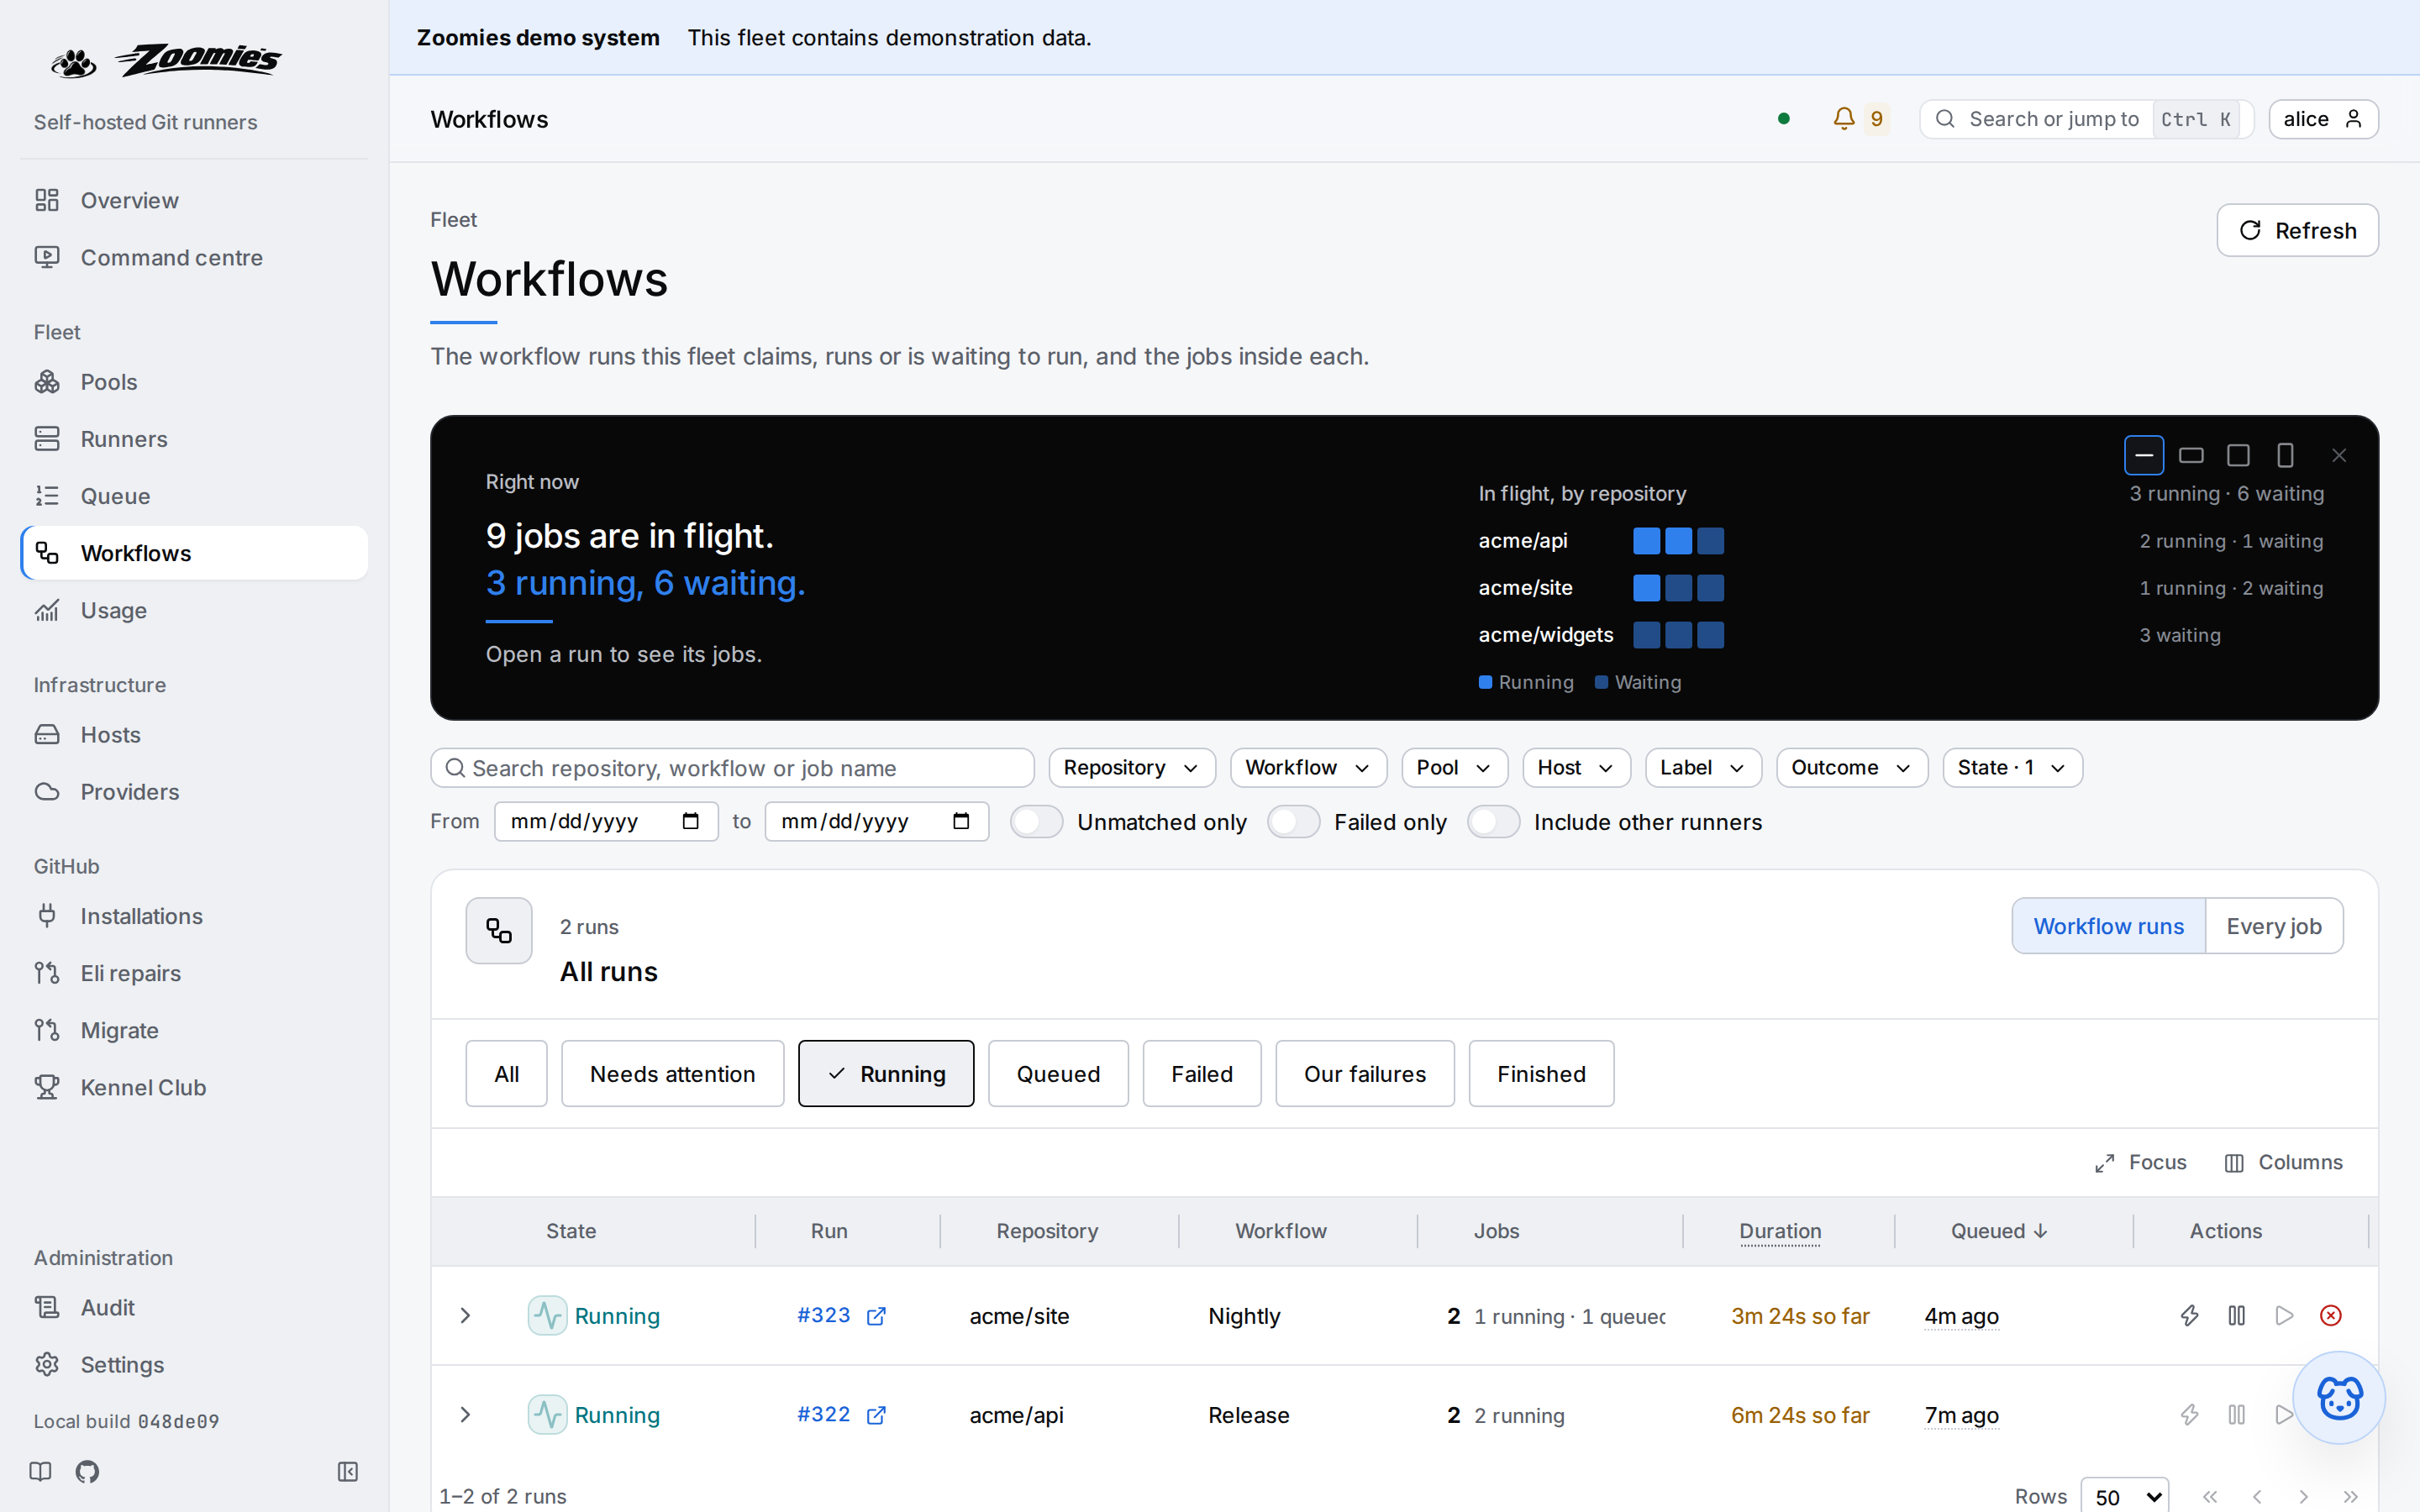 Zoomies
Self-hosted Git runners
Overview
Command centre
Fleet
Pools
Runners
Queue
Workflows
Usage
Infrastructure
Hosts
Providers
GitHub
Installations
Eli repairs
Migrate
Kennel Club
Administration
Audit
Settings
Local build 048de09
Zoomies demo system This fleet contains demonstration data.
Workflows
9
Search or jump to Ctrl K
alice
Fleet
Workflows
The workflow runs this fleet claims, runs or is waiting to run, and the jobs inside each.
Refresh
Right now
9 jobs are in flight.
3 running, 6 waiting.
Open a run to see its jobs.
In flight, by repository 3 running · 6 waiting
acme/api 2 running · 1 waiting
acme/site 1 running · 2 waiting
acme/widgets 3 waiting
Running Waiting
Search repository, workflow or job name Repository Workflow Pool Host Label Outcome State · 1
From mm/dd/yyyy to mm/dd/yyyy Unmatched only Failed only Include other runners
2 runs
All runs
Workflow runs Every job
All Needs attention Running Queued Failed Our failures Finished
Focus Columns
State Run Repository Workflow Jobs Duration Queued Actions
Running #323 acme/site Nightly 2 1 running · 1 queued 3m 24s so far 4m ago
Running #322 acme/api Release 2 2 running 6m 24s so far 7m ago
1–2 of 2 runs Rows 50